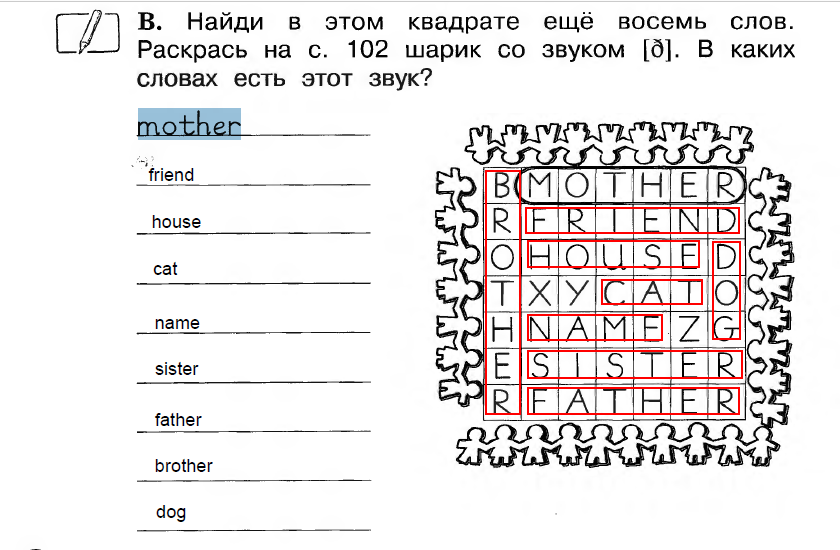 В. Найди в этом квадрате ещё восемь слов.
Раскрась на с. 102 шарик со звуком [ð]. В каких
словах есть этот звук?
mother
friend
house
cat
name
sister
father
brother
dog
B M O T H E R
R F R I E N D
O H O U S E D
T X Y C A T O
H N A M E Z G
E S I S T E R
R F A T H E R